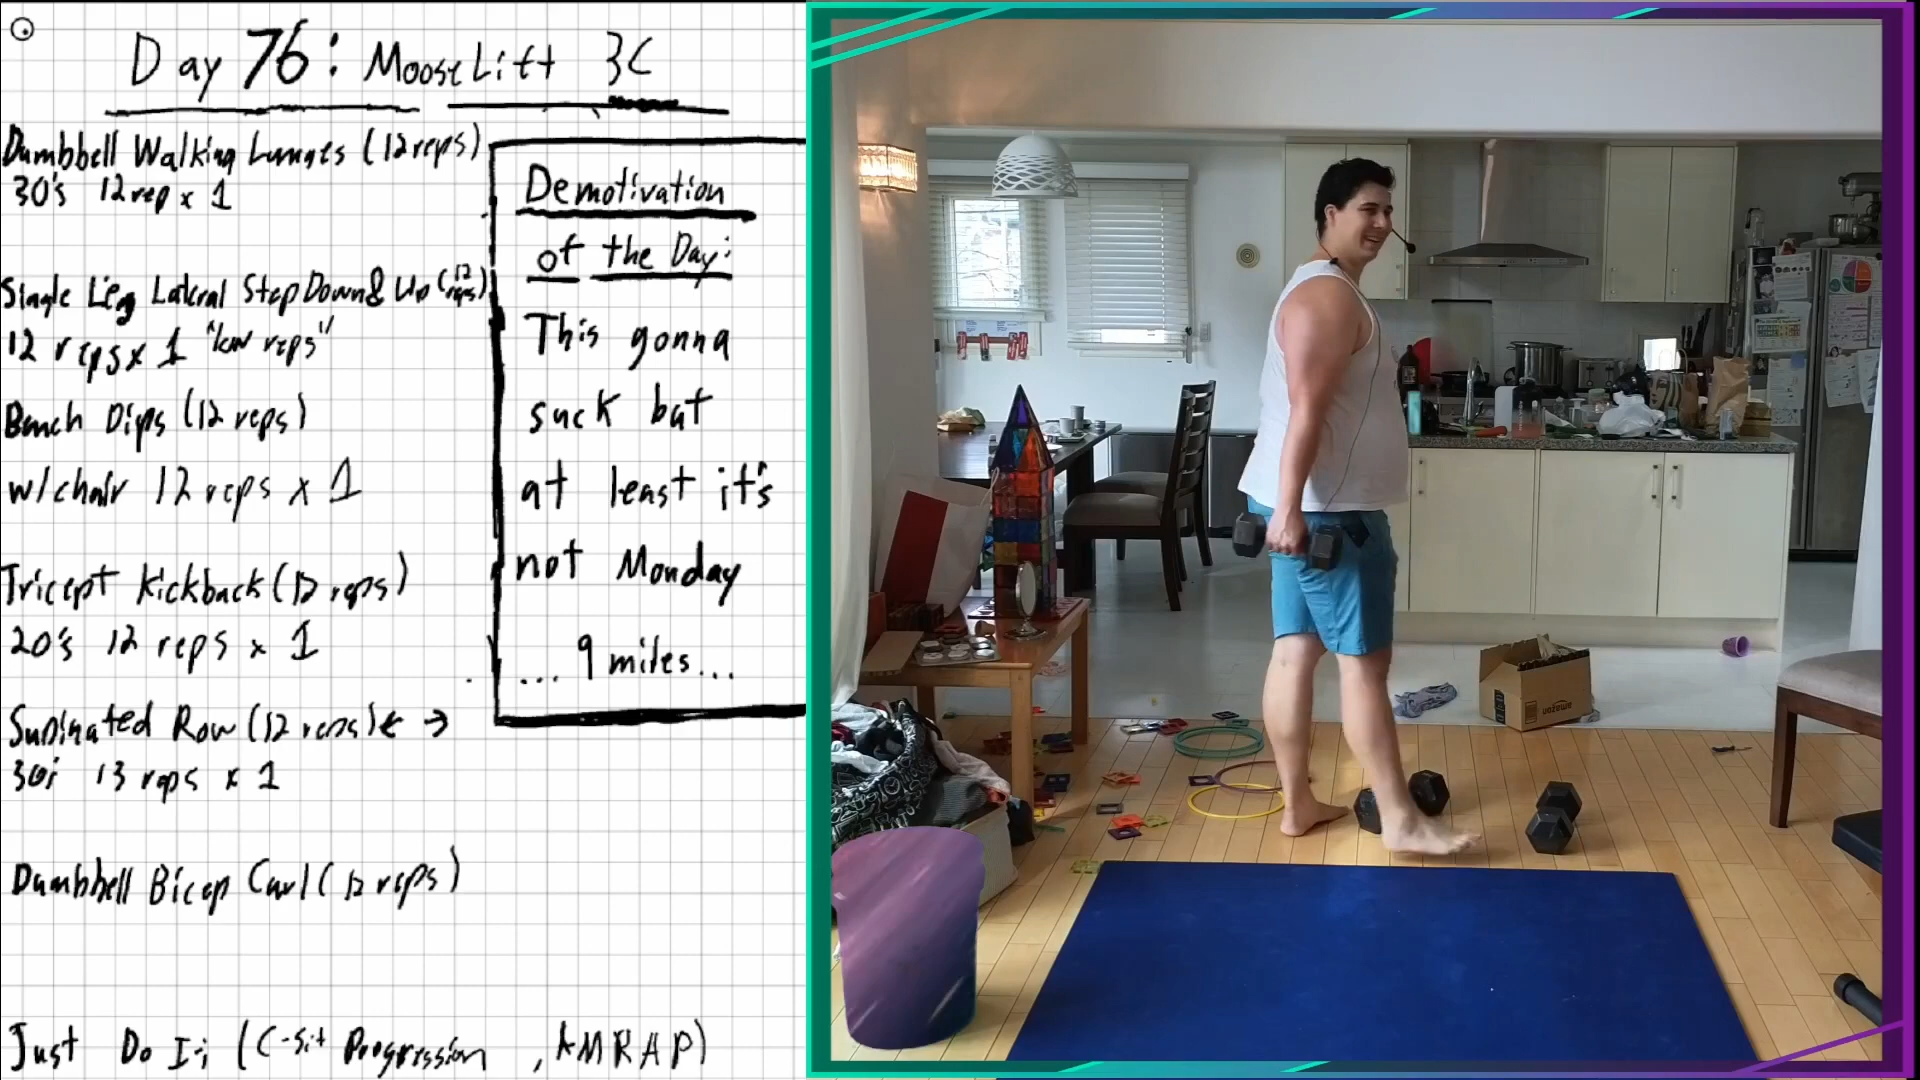 Day 76: MooseLift 3C
Dumbbell Walking Lunges (12 reps)
30's 12 rep x 1
Single Leg Lateral Step Down & Up (12 reps)
12 reps x 1 "low reps"
Bench Dips (12 reps)
w/chair 12 reps x 1
Tricept Kickback (12 reps)
20's 12 reps x 1
Supinated Row (12 reps) ← →
30s 13 reps x 1
Dumbbell Bicep Curl (12 reps)
Just Do It; (C-Sit Progression, AMRAP)
Demotivation
of the Day:
This gonna
suck but
at least it's
not Monday
... 9 miles...
amazon